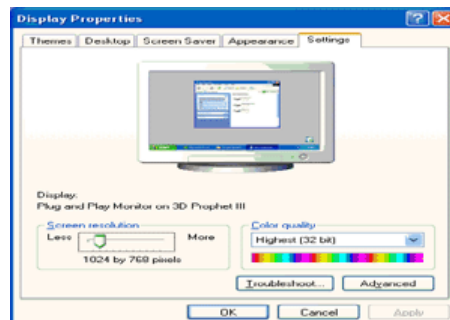 Display Properties
Themes Desktop Screen Saver Appearance Settings
Display:
Plug and Play Monitor on 3D Prophet III
Screen resolution
Less More
1024 by 768 pixels
Color quality
Highest (32 bit)
Troubleshoot... Advanced
OK Cancel Apply